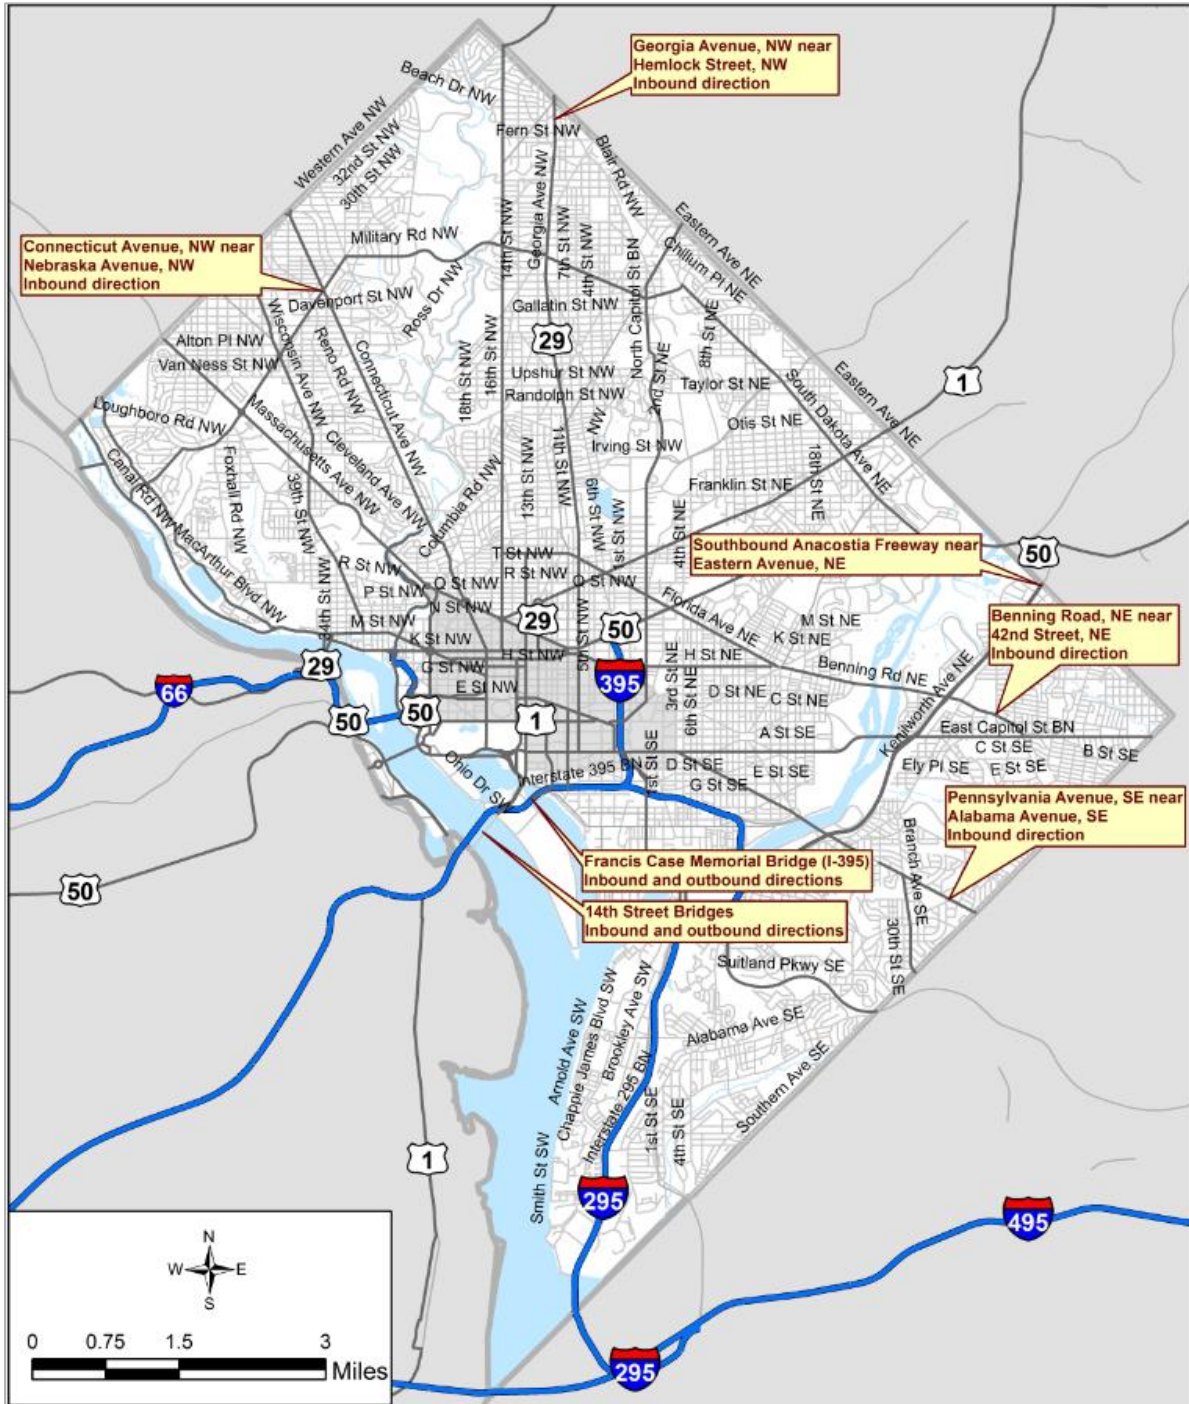 Georgia Avenue, NW near
Hemlock Street, NW
Inbound direction
Beach Dr NW
Western Ave NW
32nd St NW
30th St NW
Fern St NW
Blair Rd NW
Georgia Ave NW
14th St NW
7th St NW
4th St NW
Military Rd NW
North Capitol St BN
Eastern Ave NE
Chillum Pl NE
Connecticut Avenue, NW near
Nebraska Avenue, NW
Inbound direction
Davenport St NW
Ross Dr NW
Gallatin St NW
29
8th St NE
Alton Pl NW
Van Ness St NW
Wisconsin Ave NW
Reno Rd NW
Connecticut Ave NW
18th St NW
16th St NW
Upshur St NW
Randolph St NW
2nd St NE
Taylor St NE
South Dakota Ave NE
Eastern Ave NE
1
Loughboro Rd NW
Massachusetts Ave NW
Cleveland Ave NW
NW
Irving St NW
Otis St NE
Canal Rd NW
Foxhall Rd NW
39th St NW
Columbia Rd NW
13th St NW
11th St NW
6th St NW
1st St NW
Franklin St NE
18th St NE
4th St NE
MacArthur Blvd NW
Southbound Anacostia Freeway near
Eastern Avenue, NE
50
T St NW
R St NW
R St NW
Q St NW
Q St NW
P St NW
N St NW
M St NW
34th St NW
K St NW
29
5th St NW
50
Florida Ave NE
M St NE
K St NE
Benning Road, NE near
42nd Street, NE
Inbound direction
H St NW
H St NE
Benning Rd NE
Kenilworth Ave NE
29
66
G St NW
E St NW
395
3rd St NE
6th St NE
D St NE
C St NE
50
50
1
A St SE
East Capitol St BN
C St SE
B St SE
Ely Pl SE
E St SE
Ohio Dr SW
Interstate 395 BN
1st St SE
D St SE
E St SE
G St SE
Pennsylvania Avenue, SE near
Alabama Avenue, SE
Inbound direction
Branch Ave SE
50
Francis Case Memorial Bridge (I-395)
Inbound and outbound directions
14th Street Bridges
Inbound and outbound directions
30th St SE
Suitland Pkwy SE
Arnold Ave SW
Chappie James Blvd SW
Brookley Ave SW
Alabama Ave SE
Interstate 295 BN
Southern Ave SE
1st St SE
4th St SE
Smith St SW
1
295
495
N
W E
S
0 0.75 1.5 3
Miles
295